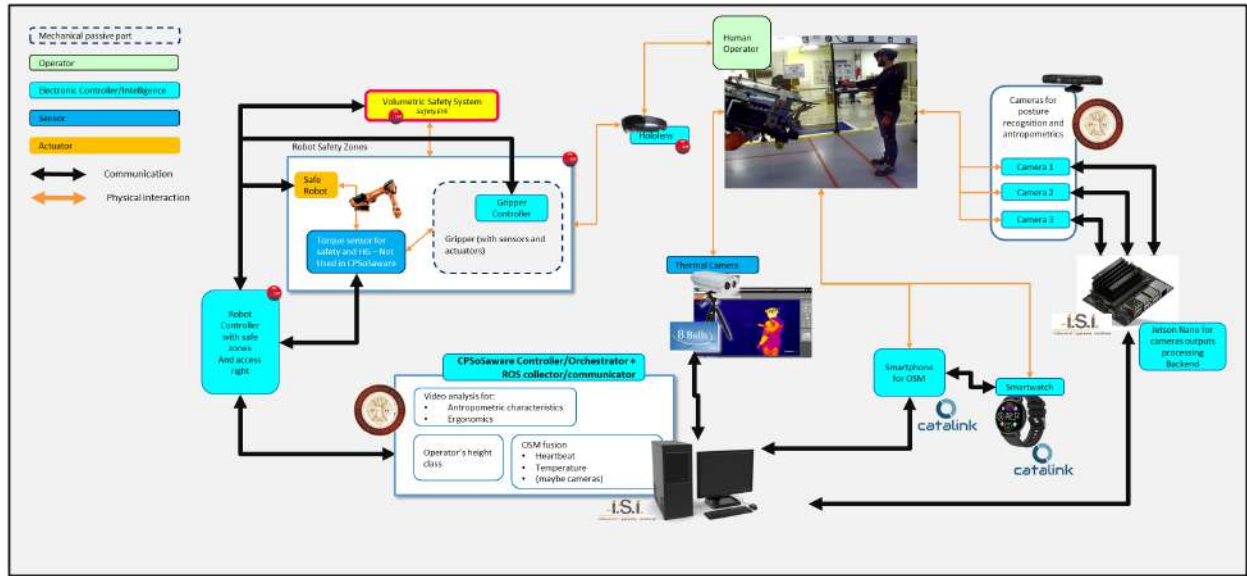 Mechanical passive part
Operator
Electronic Controller/Intelligence
Sensor
Actuator
Communication
Physical interaction
Volumetric Safety System
Robot Safety Zones
Safe
Robot
Gripper
Controller
Torque sensor for
safety and HG – Not
Used in CPSoSaware
Gripper (with sensors and
actuators)
Robot
Controller
with safe
zones
And access
right
Human
Operator
Hololens
Cameras for
posture
recognition and
antropometrics
Camera 1
Camera 2
Camera 3
Thermal Camera
8 Bells
i.S.i.
Jetson Nano for
cameras outputs
processing
Backend
CPSoSaware Controller/Orchestrator +
ROS collector/communicator
Video analysis for:
• Antropometric characteristics
• Ergonomics
Operator's height
class
OSM fusion
• Heartbeat
• Temperature
• (maybe cameras)
i.S.i.
Smartphone
for OSM
catalink
Smartwatch
catalink